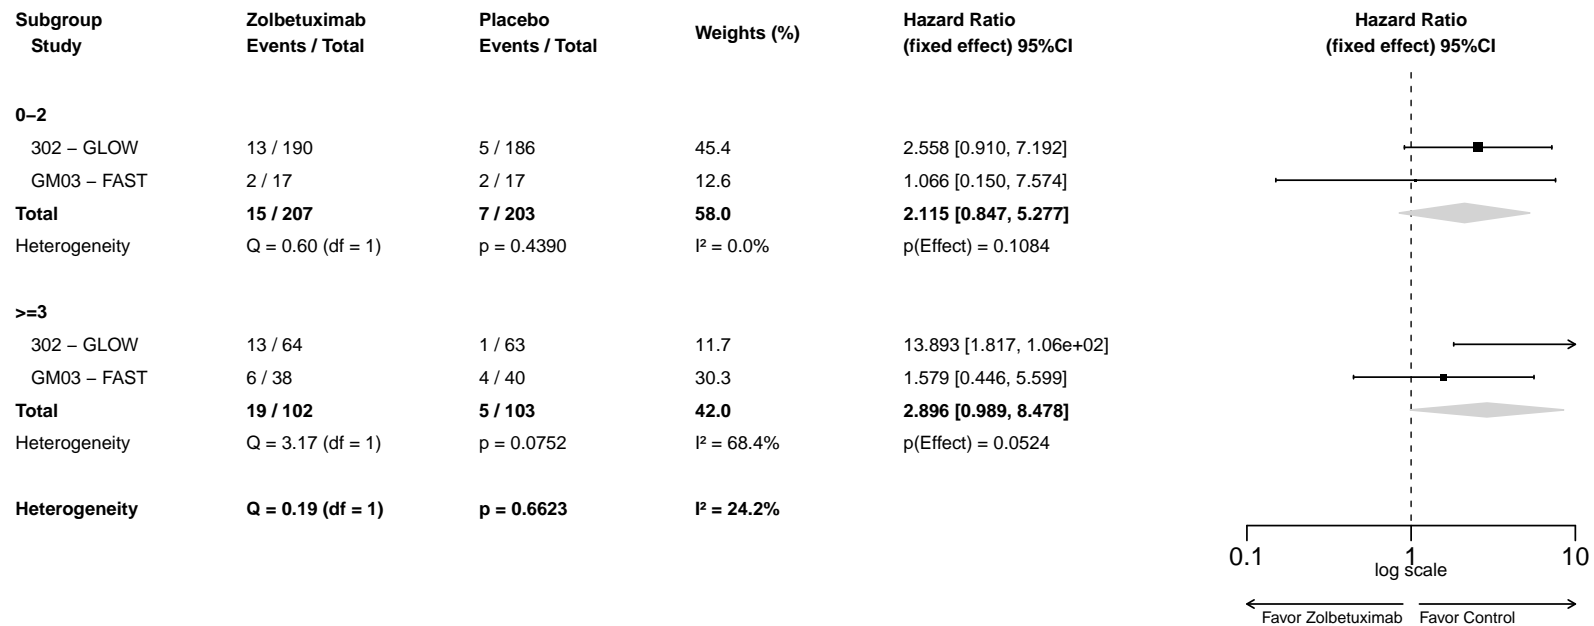 Subgroup Zolbetuximab Placebo Weights (%) Hazard Ratio Hazard Ratio
Study Events / Total Events / Total (fixed effect) 95%CI (fixed effect) 95%CI
0−2
302 − GLOW 13 / 190 5 / 186 45.4 2.558 [0.910, 7.192]
GM03 − FAST 2 / 17 2 / 17 12.6 1.066 [0.150, 7.574]
Total 15 / 207 7 / 203 58.0 2.115 [0.847, 5.277]
Heterogeneity Q = 0.60 (df = 1) p = 0.4390 I² = 0.0% p(Effect) = 0.1084
>=3
302 − GLOW 13 / 64 1 / 63 11.7 13.893 [1.817, 1.06e+02]
GM03 − FAST 6 / 38 4 / 40 30.3 1.579 [0.446, 5.599]
Total 19 / 102 5 / 103 42.0 2.896 [0.989, 8.478]
Heterogeneity Q = 3.17 (df = 1) p = 0.0752 I² = 68.4% p(Effect) = 0.0524
Heterogeneity Q = 0.19 (df = 1) p = 0.6623 I² = 24.2%
0.1 1 10
log scale
Favor Zolbetuximab Favor Control